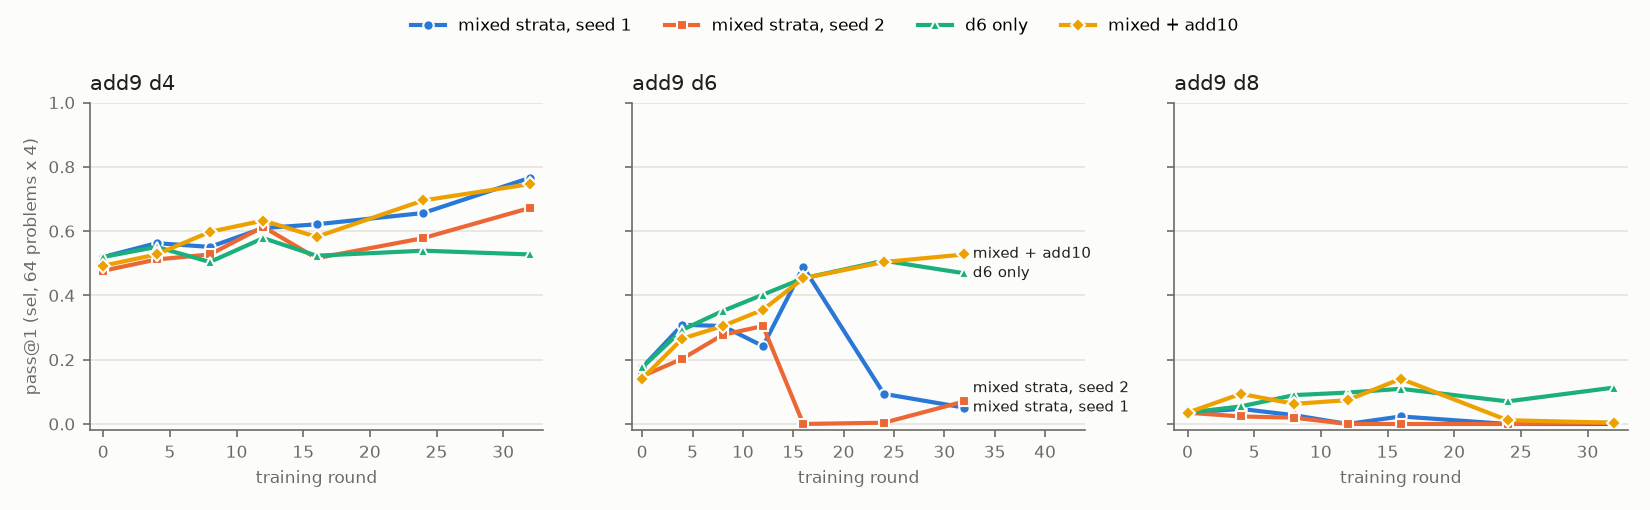 mixed strata, seed 1 mixed strata, seed 2 d6 only mixed + add10
add9 d4
add9 d6
add9 d8
pass@1 (sel, 64 problems x 4)
1.0
0.8
0.6
0.4
0.2
0.0
0 5 10 15 20 25 30
training round
mixed + add10
d6 only
mixed strata, seed 2
mixed strata, seed 1
0 5 10 15 20 25 30 35 40
training round
0 5 10 15 20 25 30
training round